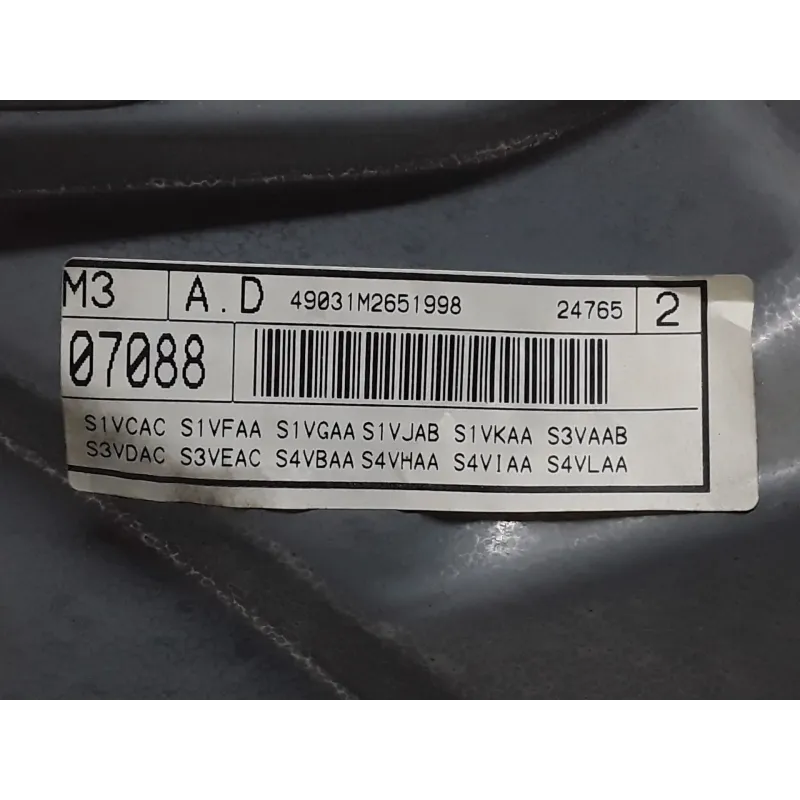 M3 A.D 49031M2651998 24765 2
07088
S1VCAC S1VFAA S1VGAA S1VJAB S1VKAA S3VAAB
S3VDAC S3VEAC S4VBAA S4VHAA S4VIAA S4VLAA